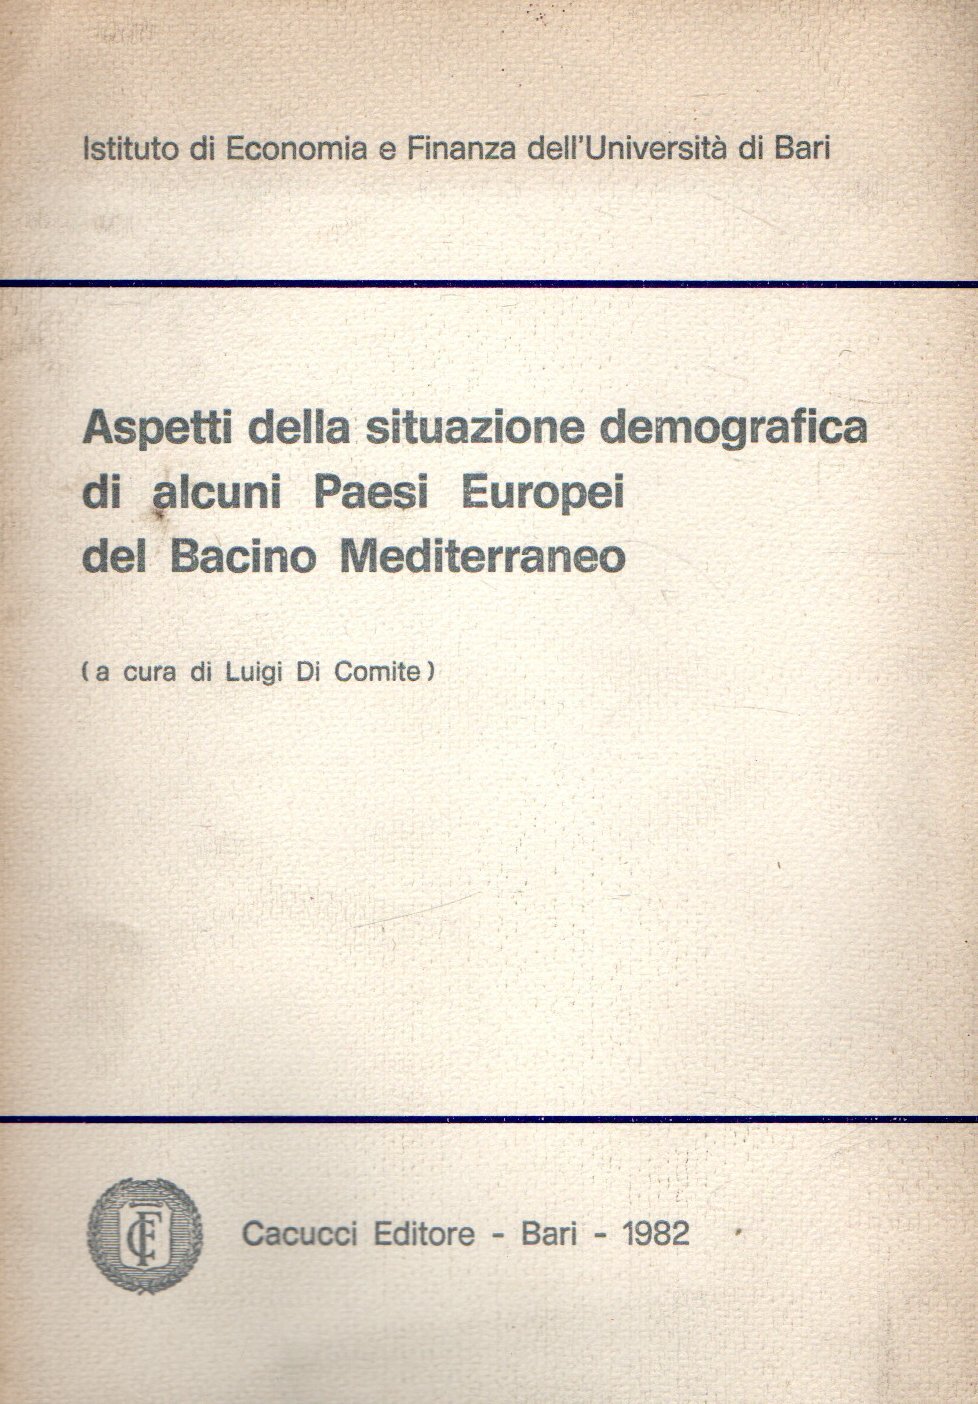 Istituto di Economia e Finanza dell'Università di Bari
Aspetti della situazione demografica
di alcuni Paesi Europei
del Bacino Mediterraneo
(a cura di Luigi Di Comite)
FC
Cacucci Editore - Bari - 1982